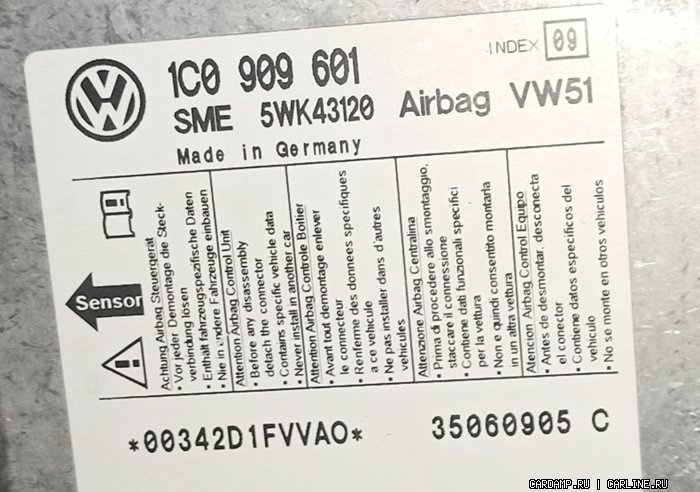 1C0 909 601
INDEX 09
SME 5WK43120 Airbag VW51
Made in Germany
Sensor
Achtung Airbag Steuergerät
• Vor jeder Demontage die Steck-
verbindung lösen
• Enthält fahrzeugspezifische Daten
• Nie in andere Fahrzeuge einbauen
Attention Airbag Control Unit
• Before any disassembly
detach the connector
• Contains specific vehicle data
• Never install in another car
Attention Airbag Controle Boitier
• Avant tout demontage enlever
le connecteur
• Renferme des donnees specifiques
a ce vehicule
• Ne pas installer dans d'autres
vehicules
Attenzione Airbag Centralina
• Prima di procedere allo smontaggio,
staccare il connessione
• Contiene dati funzionali specifici
per la vettura
• Non e quindi consentito montarla
in un altra vettura
Atencion Airbag Control Equipo
• Antes de desmontar, desconecta
el conector
• Contiene datos especificos del
vehiculo
• No se monte en otros vehiculos
*00342D1FVVAO*
35060905 C
CARDAMP.RU | CARLINE.RU